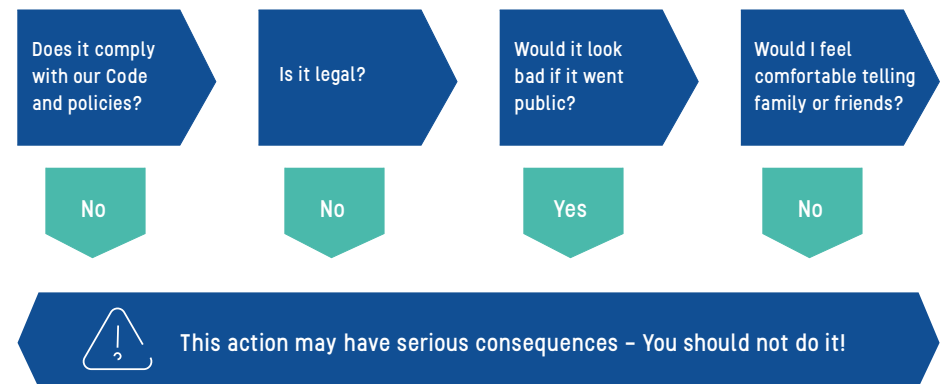 Does it comply
with our Code
and policies?
Is it legal?
Would it look
bad if it went
public?
Would I feel
comfortable telling
family or friends?
No
No
Yes
No
This action may have serious consequences – You should not do it!